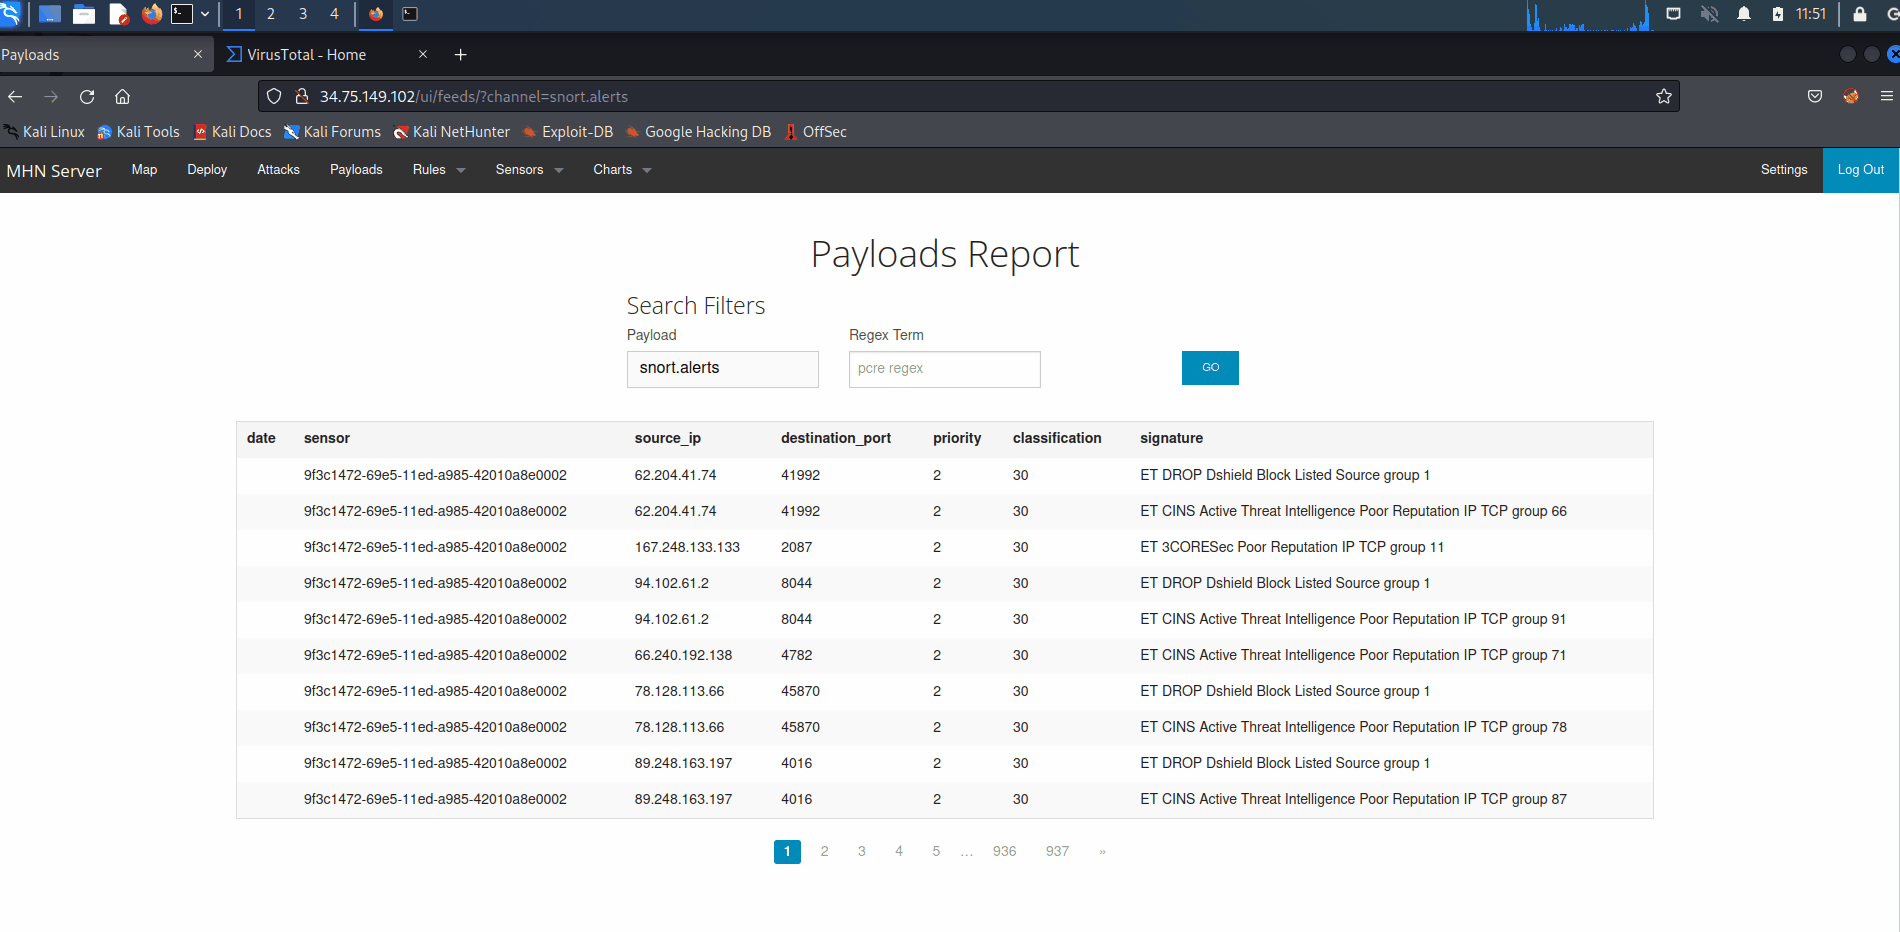 1 2 3 4 11:51
Payloads VirusTotal - Home
34.75.149.102/ui/feeds/?channel=snort.alerts
Kali Linux Kali Tools Kali Docs Kali Forums Kali NetHunter Exploit-DB Google Hacking DB OffSec
MHN Server Map Deploy Attacks Payloads Rules Sensors Charts Settings Log Out
Payloads Report
Search Filters
Payload Regex Term
snort.alerts pcre regex GO
date sensor source_ip destination_port priority classification signature
9f3c1472-69e5-11ed-a985-42010a8e0002 62.204.41.74 41992 2 30 ET DROP Dshield Block Listed Source group 1
9f3c1472-69e5-11ed-a985-42010a8e0002 62.204.41.74 41992 2 30 ET CINS Active Threat Intelligence Poor Reputation IP TCP group 66
9f3c1472-69e5-11ed-a985-42010a8e0002 167.248.133.133 2087 2 30 ET 3CORESec Poor Reputation IP TCP group 11
9f3c1472-69e5-11ed-a985-42010a8e0002 94.102.61.2 8044 2 30 ET DROP Dshield Block Listed Source group 1
9f3c1472-69e5-11ed-a985-42010a8e0002 94.102.61.2 8044 2 30 ET CINS Active Threat Intelligence Poor Reputation IP TCP group 91
9f3c1472-69e5-11ed-a985-42010a8e0002 66.240.192.138 4782 2 30 ET CINS Active Threat Intelligence Poor Reputation IP TCP group 71
9f3c1472-69e5-11ed-a985-42010a8e0002 78.128.113.66 45870 2 30 ET DROP Dshield Block Listed Source group 1
9f3c1472-69e5-11ed-a985-42010a8e0002 78.128.113.66 45870 2 30 ET CINS Active Threat Intelligence Poor Reputation IP TCP group 78
9f3c1472-69e5-11ed-a985-42010a8e0002 89.248.163.197 4016 2 30 ET DROP Dshield Block Listed Source group 1
9f3c1472-69e5-11ed-a985-42010a8e0002 89.248.163.197 4016 2 30 ET CINS Active Threat Intelligence Poor Reputation IP TCP group 87
1 2 3 4 5 … 936 937 »